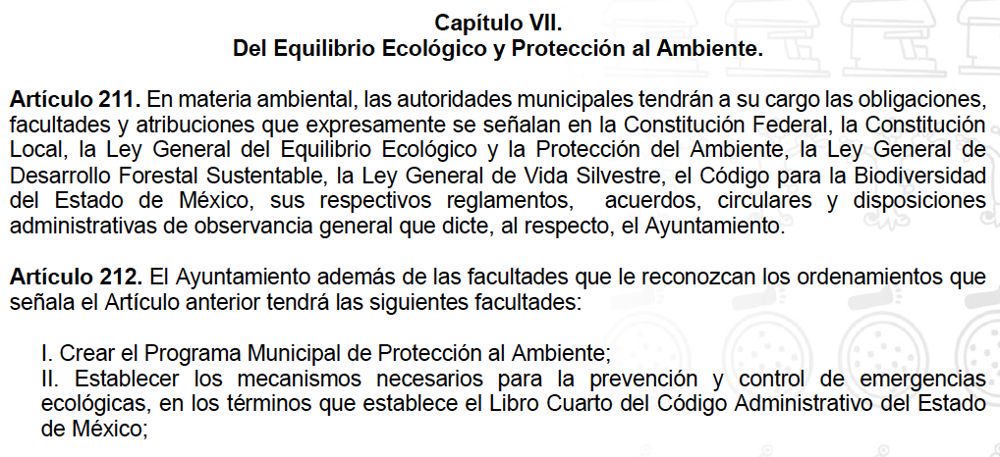 Capítulo VII.
Del Equilibrio Ecológico y Protección al Ambiente.
Artículo 211. En materia ambiental, las autoridades municipales tendrán a su cargo las obligaciones,
facultades y atribuciones que expresamente se señalan en la Constitución Federal, la Constitución
Local, la Ley General del Equilibrio Ecológico y la Protección del Ambiente, la Ley General de
Desarrollo Forestal Sustentable, la Ley General de Vida Silvestre, el Código para la Biodiversidad
del Estado de México, sus respectivos reglamentos, acuerdos, circulares y disposiciones
administrativas de observancia general que dicte, al respecto, el Ayuntamiento.
Artículo 212. El Ayuntamiento además de las facultades que le reconozcan los ordenamientos que
señala el Artículo anterior tendrá las siguientes facultades:
I. Crear el Programa Municipal de Protección al Ambiente;
II. Establecer los mecanismos necesarios para la prevención y control de emergencias
ecológicas, en los términos que establece el Libro Cuarto del Código Administrativo del Estado
de México;